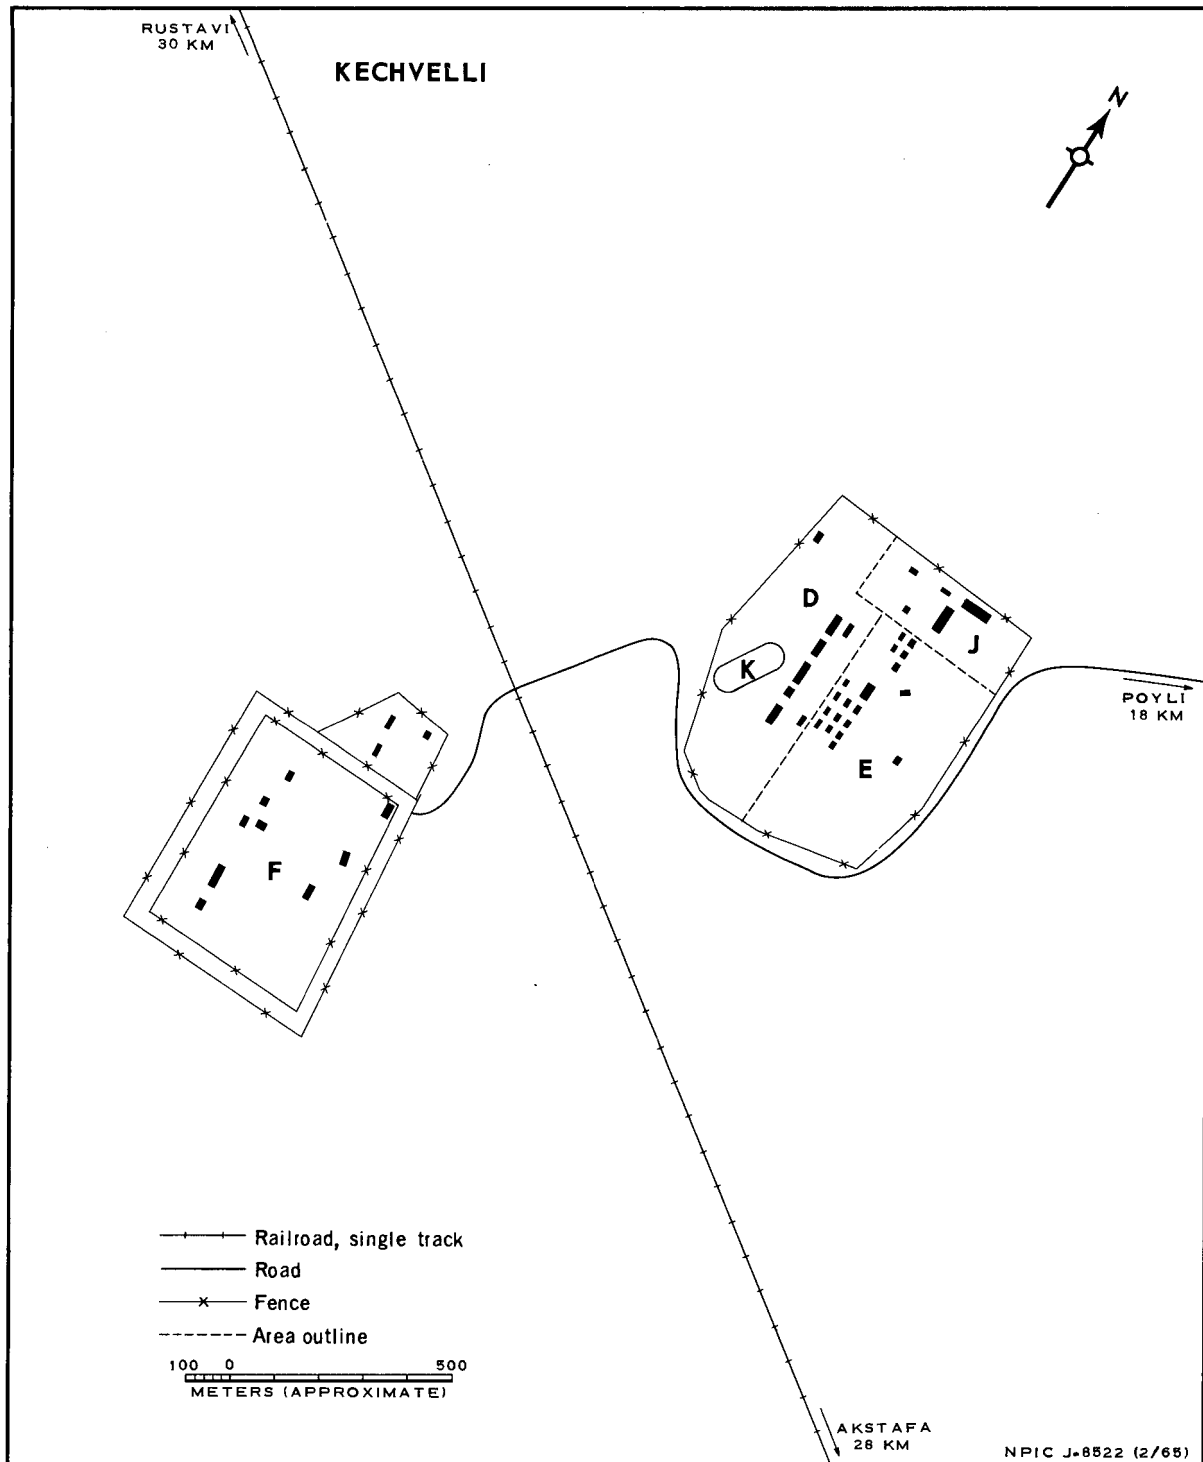 RUSTAVI
30 KM
KECHVELLI
N
D
J
K
POYLI
18 KM
E
F
Railroad, single track
Road
Fence
Area outline
100 0 500
METERS (APPROXIMATE)
AKSTAFA
28 KM
NPIC J-8522 (2/65)